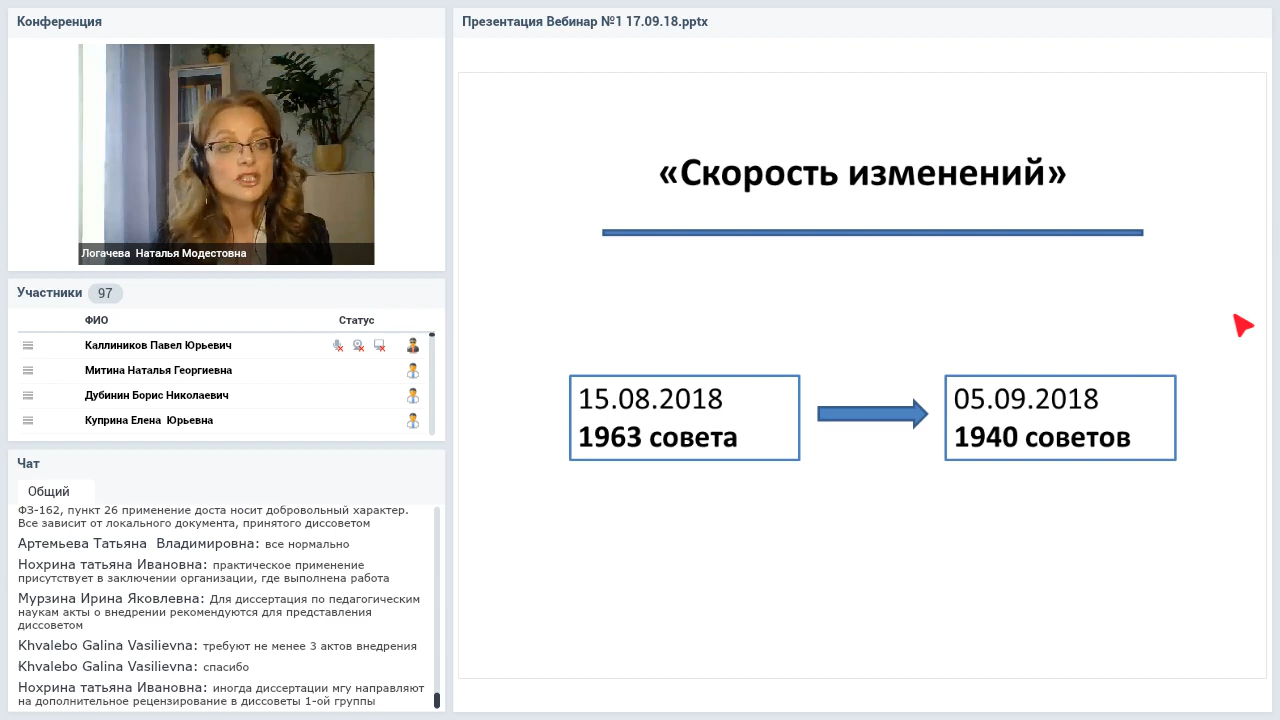 Конференция
Логачева  Наталья Модестовна
Участники 97
ФИО Статус
Каллиников Павел Юрьевич
Митина Наталья Георгиевна
Дубинин Борис Николаевич
Куприна Елена  Юрьевна
Чат
Общий
ФЗ-162, пункт 26 применение доста носит добровольный характер.
Все зависит от локального документа, принятого диссоветом
Артемьева Татьяна  Владимировна: все нормально
Нохрина татьяна Ивановна: практическое применение
присутствует в заключении организации, где выполнена работа
Мурзина Ирина Яковлевна: Для диссертация по педагогическим
наукам акты о внедрении рекомендуются для представления
диссоветом
Khvalebo Galina Vasilievna: требуют не менее 3 актов внедрения
Khvalebo Galina Vasilievna: спасибо
Нохрина татьяна Ивановна: иногда диссертации мгу направляют
на дополнительное рецензирование в диссоветы 1-ой группы
Презентация Вебинар №1 17.09.18.pptx
«Скорость изменений»
15.08.2018
1963 совета
05.09.2018
1940 советов